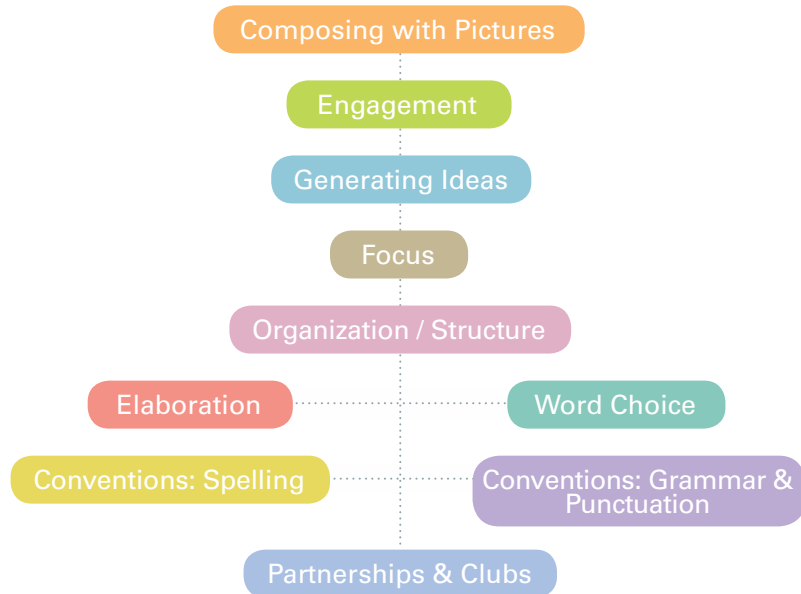 Composing with Pictures
Engagement
Generating Ideas
Focus
Organization / Structure
Elaboration
Word Choice
Conventions: Spelling
Conventions: Grammar &
Punctuation
Partnerships & Clubs